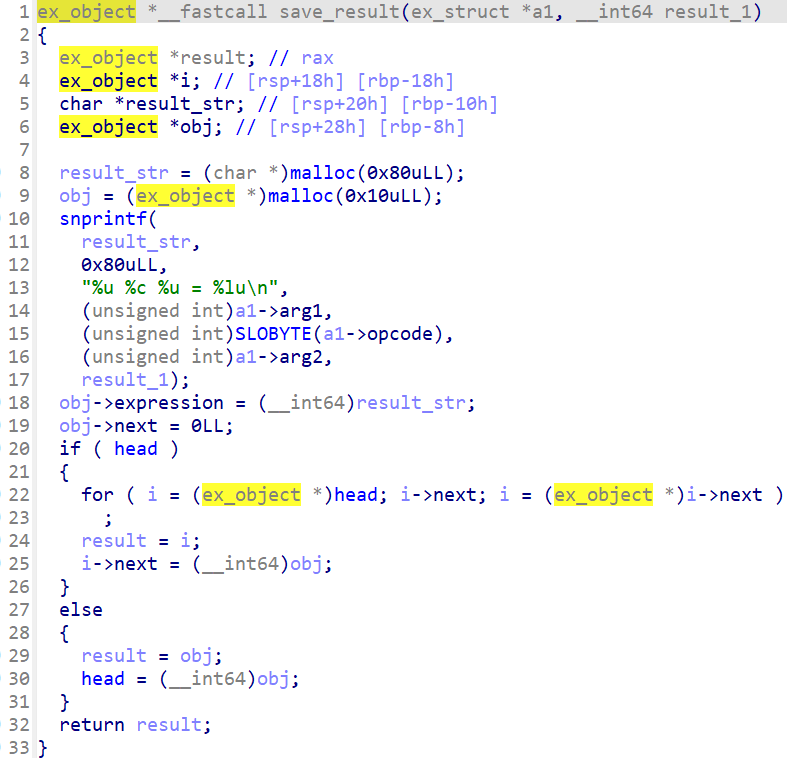 1 ex_object *__fastcall save_result(ex_struct *a1, __int64 result_1)
2 {
3   ex_object *result; // rax
4   ex_object *i; // [rsp+18h] [rbp-18h]
5   char *result_str; // [rsp+20h] [rbp-10h]
6   ex_object *obj; // [rsp+28h] [rbp-8h]
7
8   result_str = (char *)malloc(0x80uLL);
9   obj = (ex_object *)malloc(0x10uLL);
10   snprintf(
11     result_str,
12     0x80uLL,
13     "%u %c %u = %lu\n",
14     (unsigned int)a1->arg1,
15     (unsigned int)SLOBYTE(a1->opcode),
16     (unsigned int)a1->arg2,
17     result_1);
18   obj->expression = (__int64)result_str;
19   obj->next = 0LL;
20   if ( head )
21   {
22     for ( i = (ex_object *)head; i->next; i = (ex_object *)i->next )
23       ;
24     result = i;
25     i->next = (__int64)obj;
26   }
27   else
28   {
29     result = obj;
30     head = (__int64)obj;
31   }
32   return result;
33 }